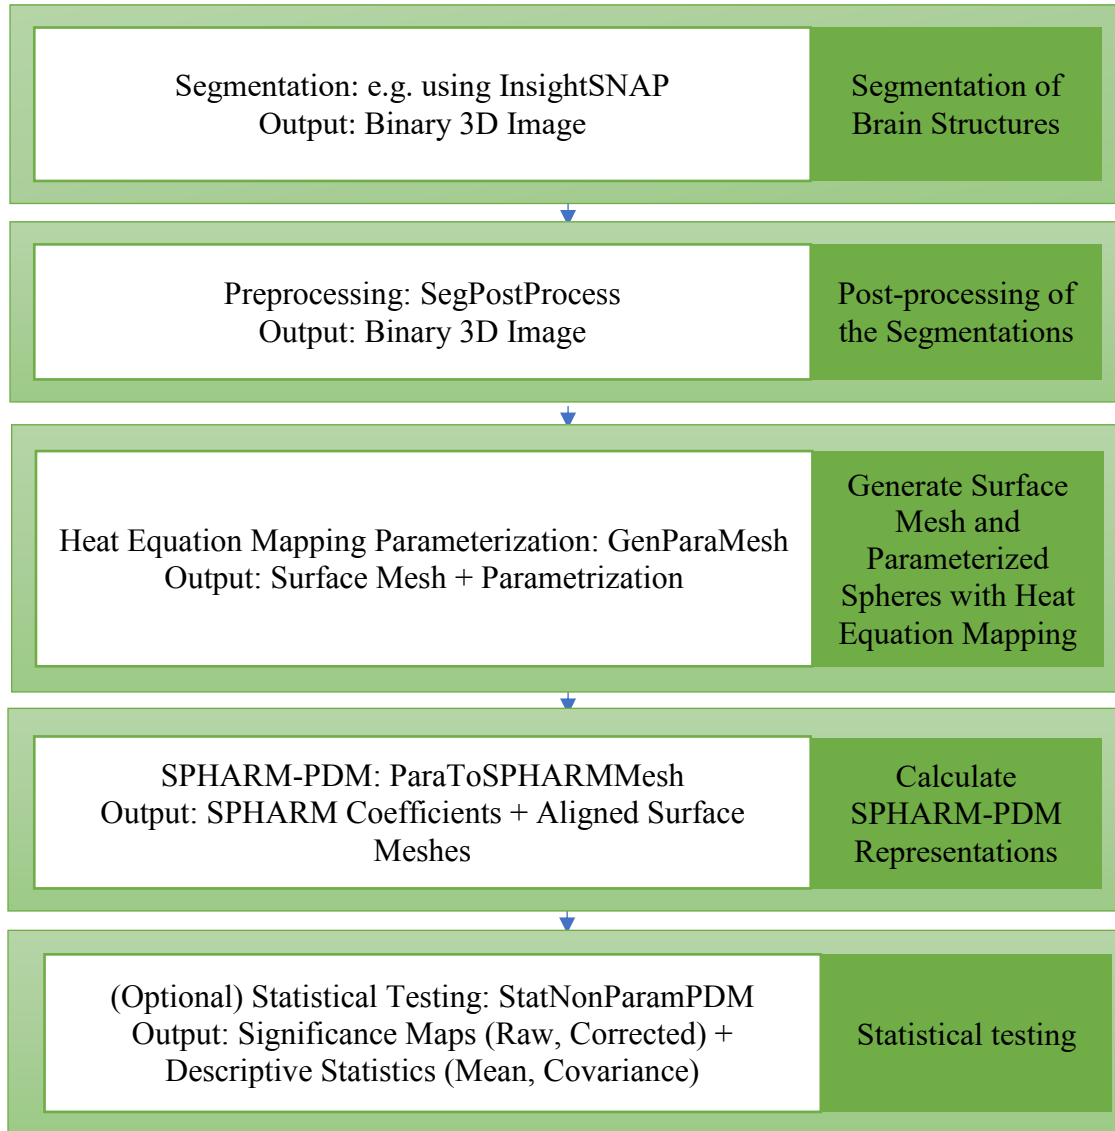 Segmentation: e.g. using InsightSNAP
Output: Binary 3D Image
Segmentation of
Brain Structures
Preprocessing: SegPostProcess
Output: Binary 3D Image
Post-processing of
the Segmentations
Heat Equation Mapping Parameterization: GenParaMesh
Output: Surface Mesh + Parametrization
Generate Surface
Mesh and
Parameterized
Spheres with Heat
Equation Mapping
SPHARM-PDM: ParaToSPHARMMesh
Output: SPHARM Coefficients + Aligned Surface
Meshes
Calculate
SPHARM-PDM
Representations
(Optional) Statistical Testing: StatNonParamPDM
Output: Significance Maps (Raw, Corrected) +
Descriptive Statistics (Mean, Covariance)
Statistical testing